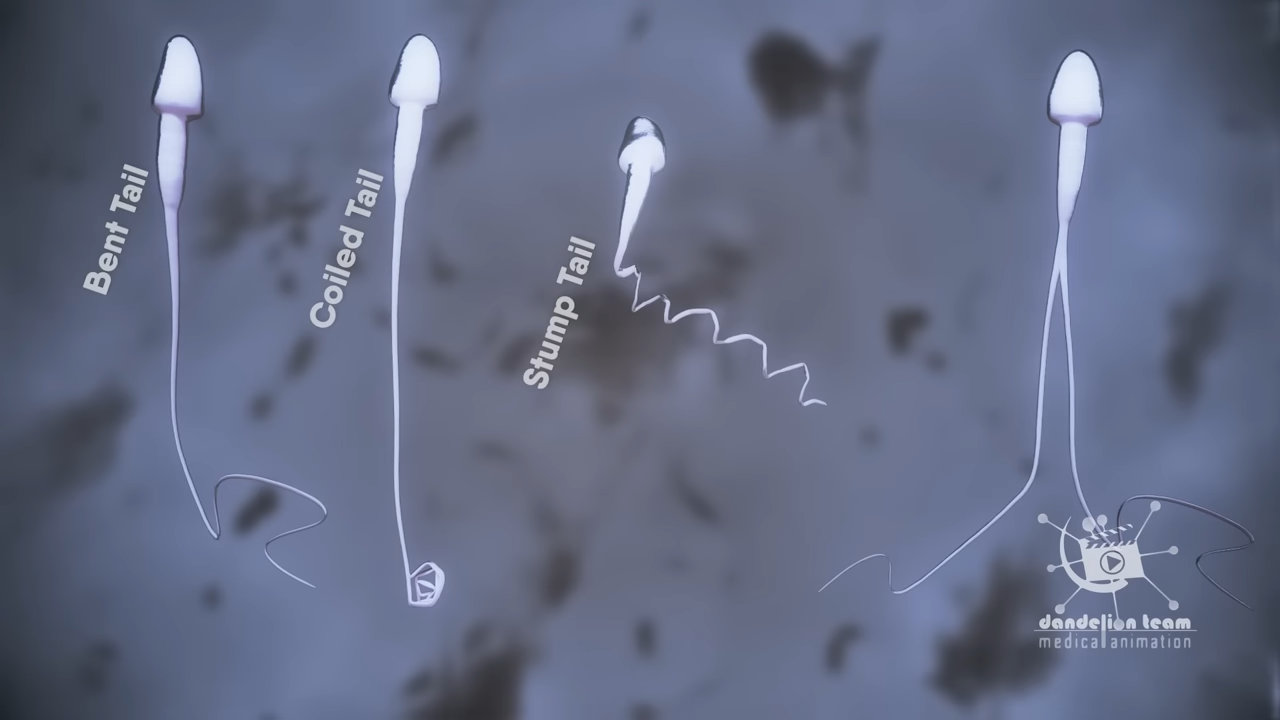 Bent Tail
Coiled Tail
Stump Tail
dandelion team
medical animation